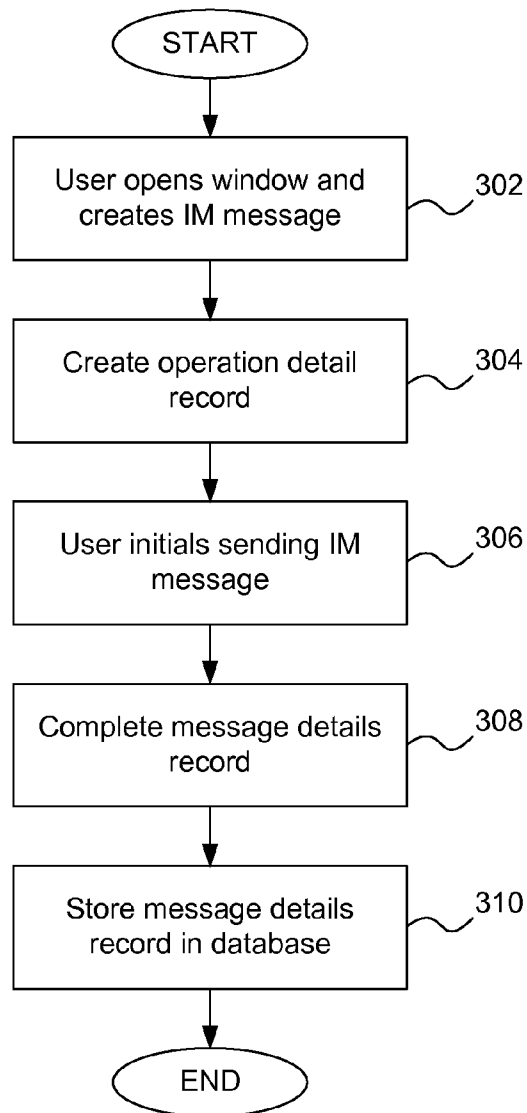 START
User opens window and
creates IM message
302
Create operation detail
record
304
User initials sending IM
message
306
Complete message details
record
308
Store message details
record in database
310
END